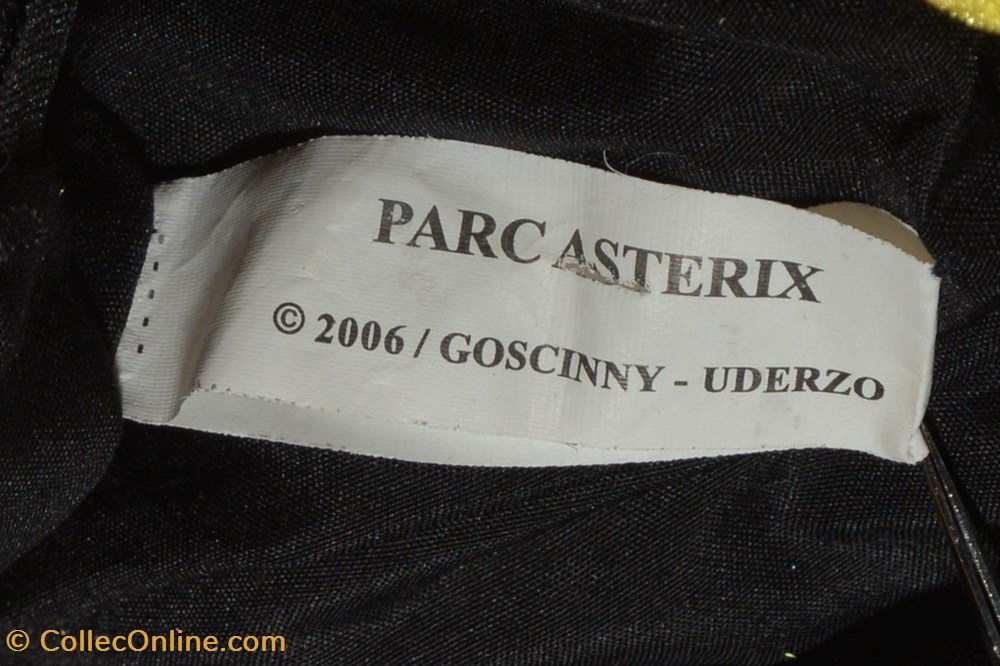 PARC ASTERIX
© 2006 / GOSCINNY - UDERZO
© CollecOnline.com